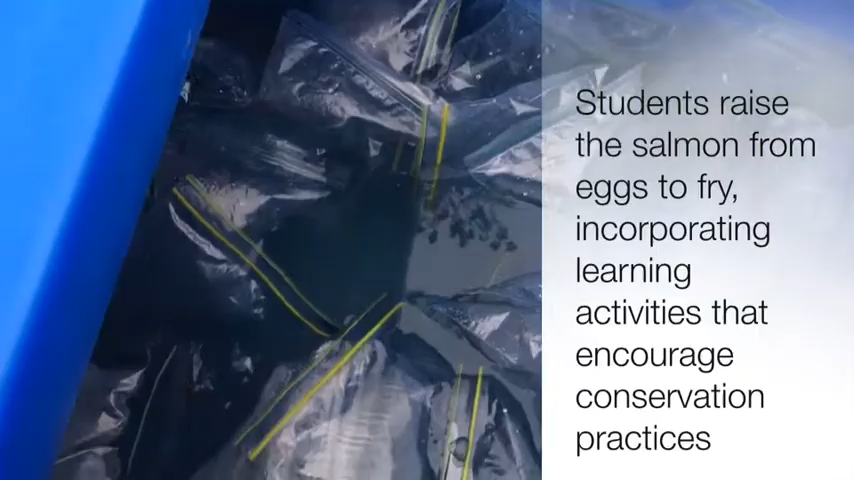 Students raise
the salmon from
eggs to fry,
incorporating
learning
activities that
encourage
conservation
practices